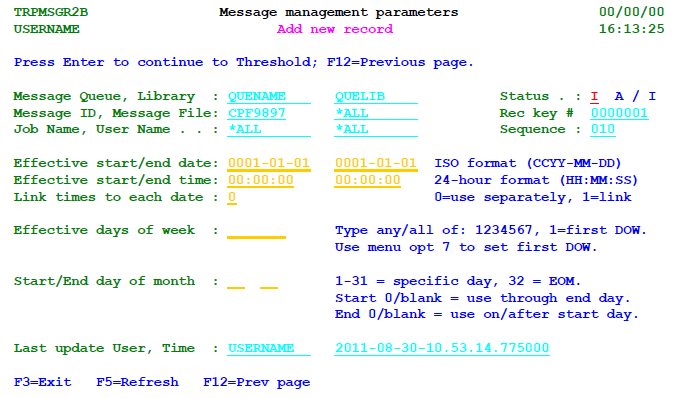 TRPMSGR2B Message management parameters 00/00/00
USERNAME Add new record 16:13:25
Press Enter to continue to Threshold; F12=Previous page.
Message Queue, Library : QUENAME QUELIB Status . : I A / I
Message ID, Message File: CPF9897 *ALL Rec key # 0000001
Job Name, User Name . . : *ALL *ALL Sequence : 010
Effective start/end date: 0001-01-01 0001-01-01 ISO format (CCYY-MM-DD)
Effective start/end time: 00:00:00 00:00:00 24-hour format (HH:MM:SS)
Link times to each date : 0 0=use separately, 1=link
Effective days of week : Type any/all of: 1234567, 1=first DOW.
Use menu opt 7 to set first DOW.
Start/End day of month : 1-31 = specific day, 32 = EOM.
Start 0/blank = use through end day.
End 0/blank = use on/after start day.
Last update User, Time : USERNAME 2011-08-30-10.53.14.775000
F3=Exit F5=Refresh F12=Prev page